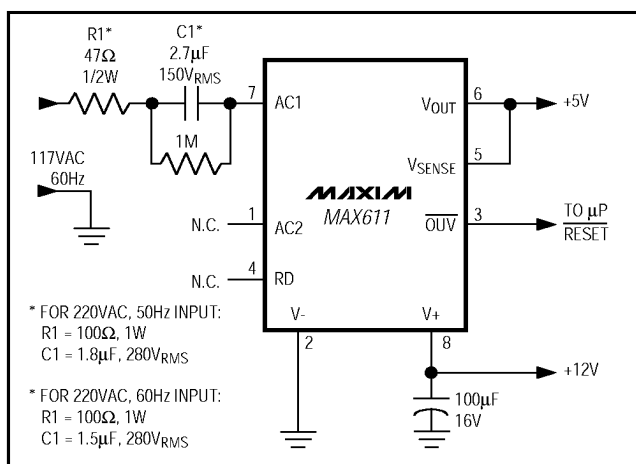 R1*
47Ω
1/2W
C1*
2.7µF
150VRMS
7
AC1
1M
117VAC
60Hz
N.C.
1
AC2
N.C.
4
RD
MAXIM
MAX611
VOUT
6
+5V
VSENSE
5
OUV
3
TO µP
RESET
V-
2
V+
8
+12V
100µF
16V
* FOR 220VAC, 50Hz INPUT:
R1 = 100Ω, 1W
C1 = 1.8µF, 280VRMS
* FOR 220VAC, 60Hz INPUT:
R1 = 100Ω, 1W
C1 = 1.5µF, 280VRMS